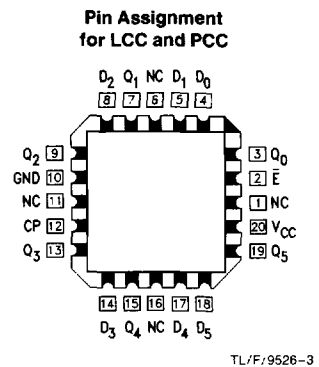 Pin Assignment
for LCC and PCC
D2 Q1 NC D1 D0
8 7 6 5 4
Q2 9
GND 10
NC 11
CP 12
Q3 13
3 Q0
2 E̅
1 NC
20 VCC
19 Q5
14 15 16 17 18
D3 Q4 NC D4 D5
TL/F/9526-3